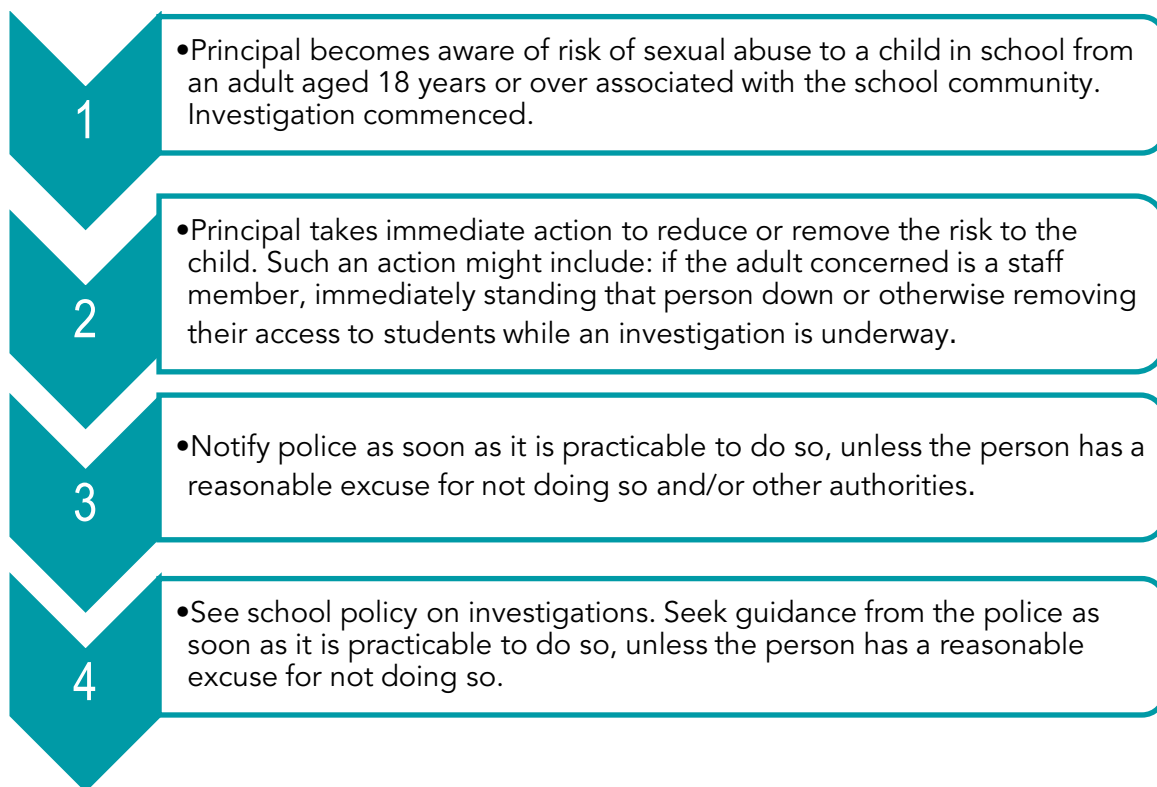 1
•Principal becomes aware of risk of sexual abuse to a child in school from
an adult aged 18 years or over associated with the school community.
Investigation commenced.
2
•Principal takes immediate action to reduce or remove the risk to the
child. Such an action might include: if the adult concerned is a staff
member, immediately standing that person down or otherwise removing
their access to students while an investigation is underway.
3
•Notify police as soon as it is practicable to do so, unless the person has a
reasonable excuse for not doing so and/or other authorities.
4
•See school policy on investigations. Seek guidance from the police as
soon as it is practicable to do so, unless the person has a reasonable
excuse for not doing so.